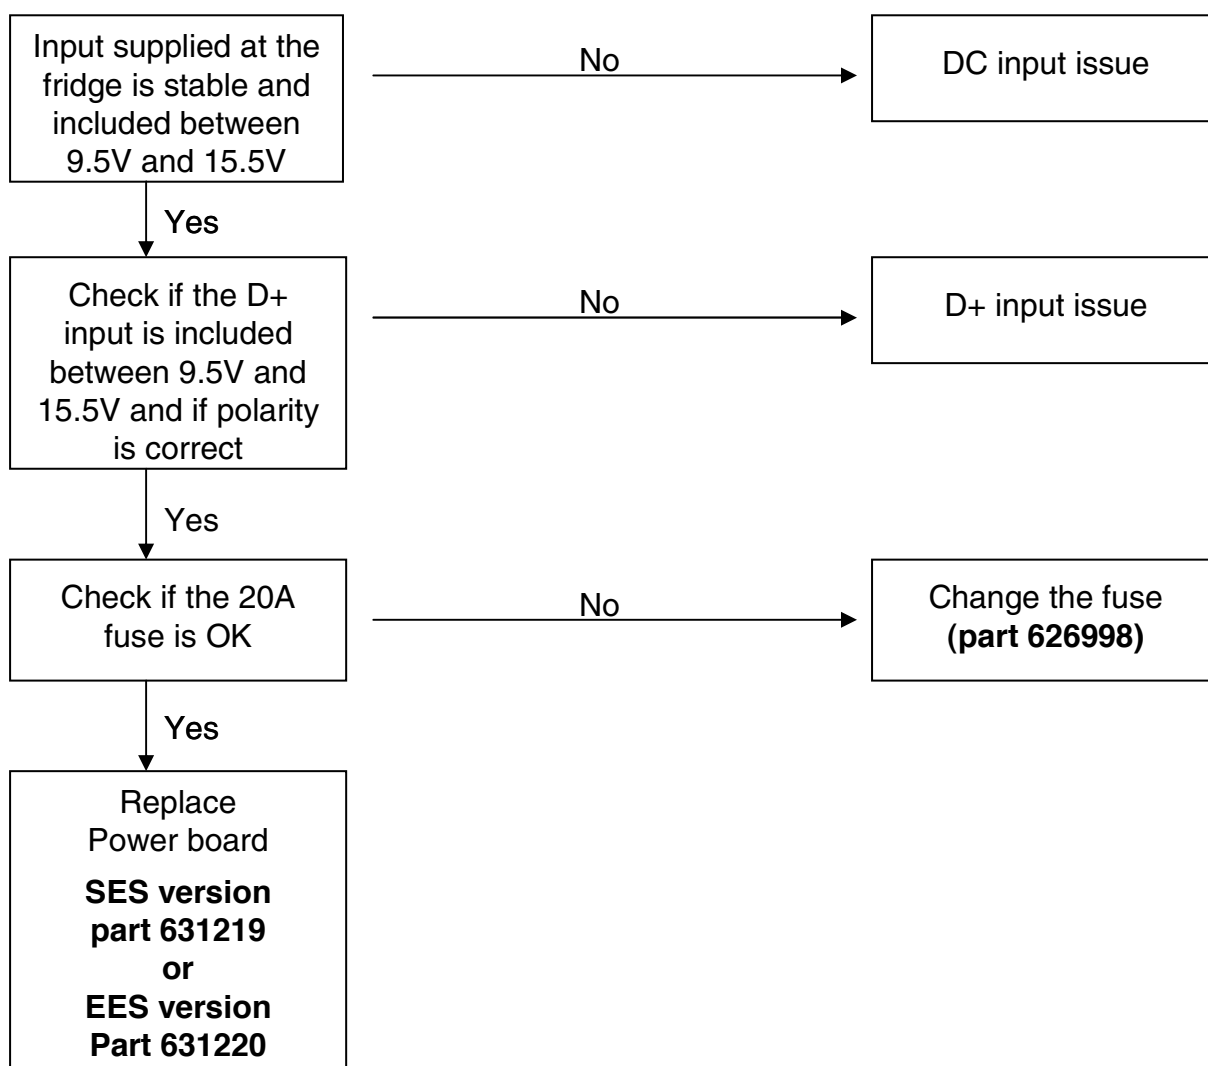 Input supplied at the
fridge is stable and
included between
9.5V and 15.5V
No
DC input issue
Yes
Check if the D+
input is included
between 9.5V and
15.5V and if polarity
is correct
No
D+ input issue
Yes
Check if the 20A
fuse is OK
No
Change the fuse
(part 626998)
Yes
Replace
Power board
SES version
part 631219
or
EES version
Part 631220